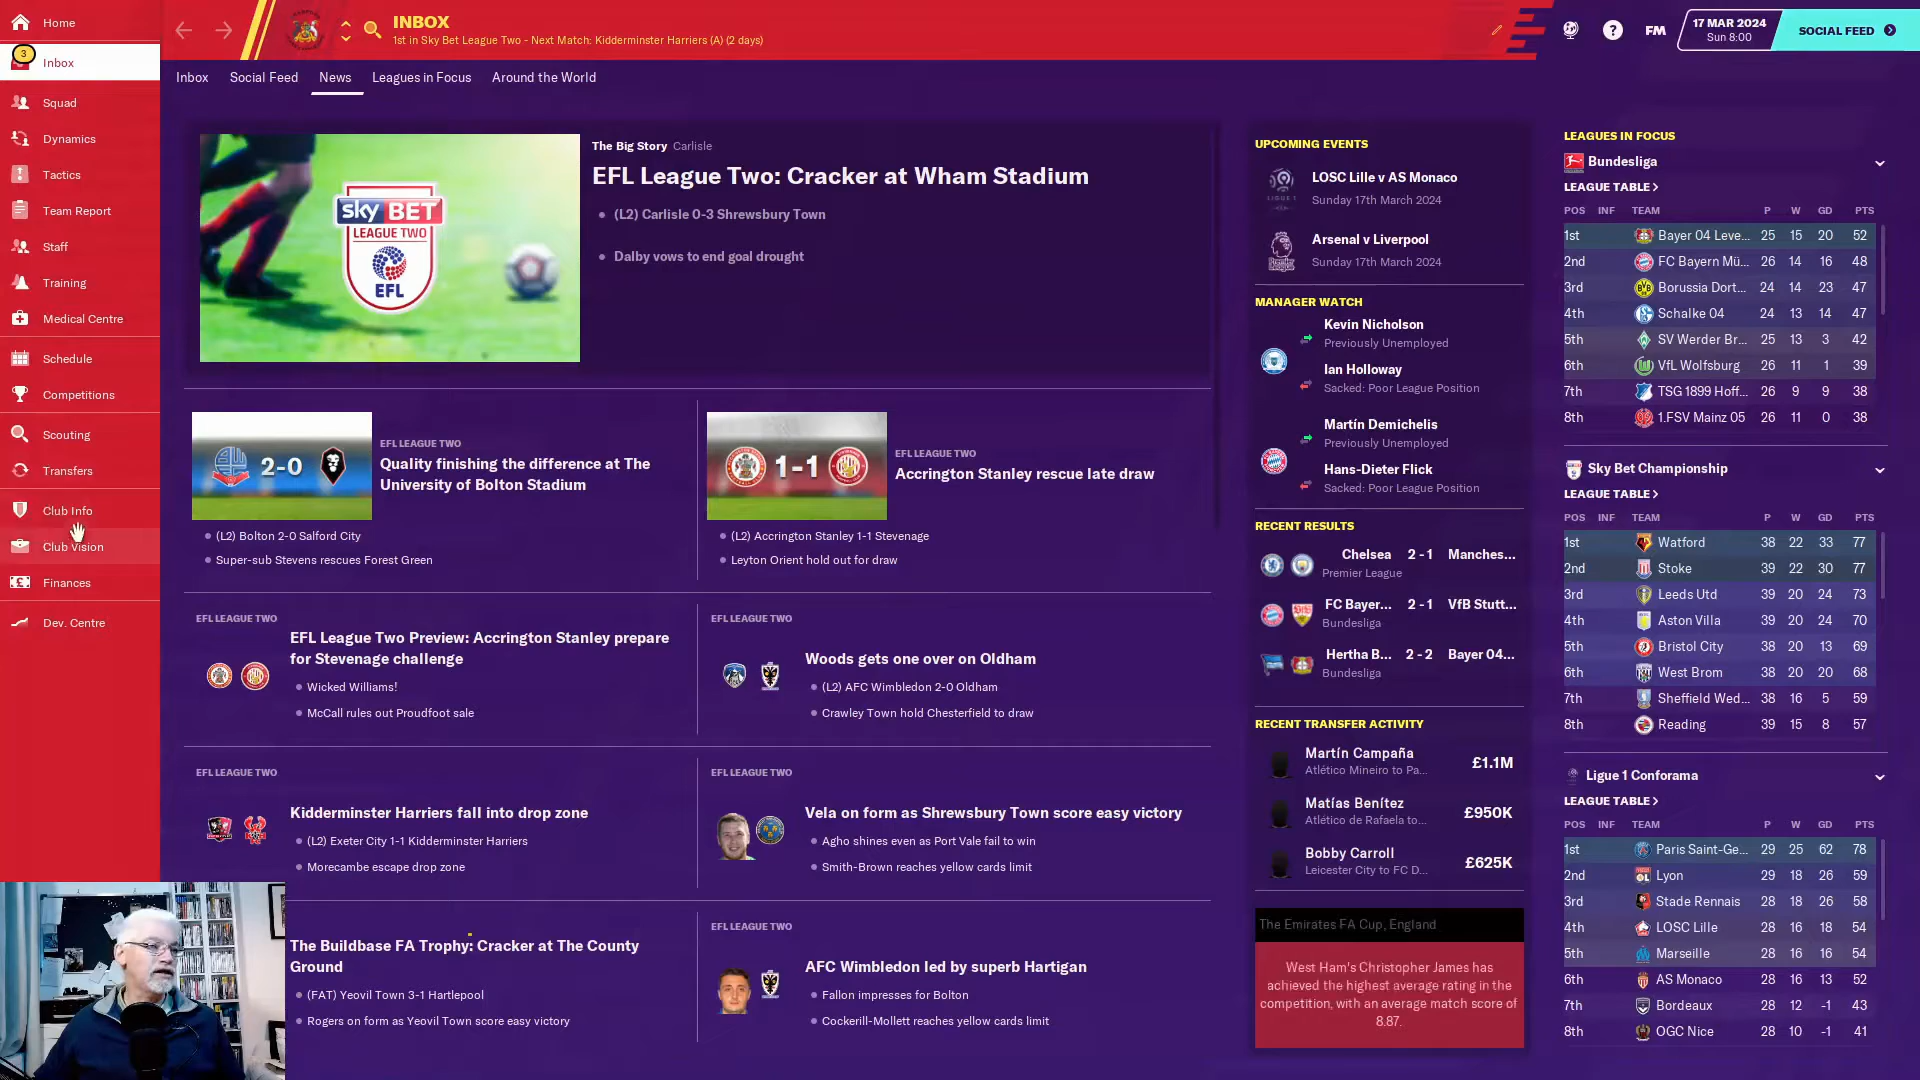 Home
3
Inbox
Squad
Dynamics
Tactics
Team Report
Staff
Training
Medical Centre
Schedule
Competitions
Scouting
Transfers
Club Info
Club Vision
Finances
Dev. Centre
INBOX
1st in Sky Bet League Two - Next Match: Kidderminster Harriers (A) (2 days)
?
FM
17 MAR 2024
Sun 8:00
SOCIAL FEED
Inbox Social Feed News Leagues in Focus Around the World
sky BET
LEAGUE TWO
EFL
The Big Story Carlisle
EFL League Two: Cracker at Wham Stadium
(L2) Carlisle 0-3 Shrewsbury Town
Dalby vows to end goal drought
2-0
EFL LEAGUE TWO
Quality finishing the difference at The
University of Bolton Stadium
(L2) Bolton 2-0 Salford City
Super-sub Stevens rescues Forest Green
1-1
EFL LEAGUE TWO
Accrington Stanley rescue late draw
(L2) Accrington Stanley 1-1 Stevenage
Leyton Orient hold out for draw
EFL LEAGUE TWO
EFL League Two Preview: Accrington Stanley prepare
for Stevenage challenge
Wicked Williams!
McCall rules out Proudfoot sale
EFL LEAGUE TWO
Woods gets one over on Oldham
(L2) AFC Wimbledon 2-0 Oldham
Crawley Town hold Chesterfield to draw
EFL LEAGUE TWO
Kidderminster Harriers fall into drop zone
(L2) Exeter City 1-1 Kidderminster Harriers
Morecambe escape drop zone
EFL LEAGUE TWO
Vela on form as Shrewsbury Town score easy victory
Agho shines even as Port Vale fail to win
Smith-Brown reaches yellow cards limit
The Buildbase FA Trophy: Cracker at The County
Ground
(FAT) Yeovil Town 3-1 Hartlepool
Rogers on form as Yeovil Town score easy victory
EFL LEAGUE TWO
AFC Wimbledon led by superb Hartigan
Fallon impresses for Bolton
Cockerill-Mollett reaches yellow cards limit
UPCOMING EVENTS
LOSC Lille v AS Monaco
Sunday 17th March 2024
Arsenal v Liverpool
Sunday 17th March 2024
MANAGER WATCH
Kevin Nicholson
Previously Unemployed
Ian Holloway
Sacked: Poor League Position
Martín Demichelis
Previously Unemployed
Hans-Dieter Flick
Sacked: Poor League Position
RECENT RESULTS
Chelsea 2 - 1 Manches...
Premier League
FC Bayer... 2 - 1 VfB Stutt...
Bundesliga
Hertha B... 2 - 2 Bayer 04...
Bundesliga
RECENT TRANSFER ACTIVITY
Martín Campaña £1.1M
Atlético Mineiro to Pa...
Matías Benítez £950K
Atlético de Rafaela to...
Bobby Carroll £625K
Leicester City to FC D...
The Emirates FA Cup, England
West Ham's Christopher James has
achieved the highest average rating in the
competition, with an average match score of
8.87.
LEAGUES IN FOCUS
Bundesliga
LEAGUE TABLE >
POS INF TEAM P W GD PTS
1st Bayer 04 Leve... 25 15 20 52
2nd FC Bayern Mü... 26 14 16 48
3rd Borussia Dort... 24 14 23 47
4th Schalke 04 24 13 14 47
5th SV Werder Br... 25 13 3 42
6th VfL Wolfsburg 26 11 1 39
7th TSG 1899 Hoff... 26 9 9 38
8th 1.FSV Mainz 05 26 11 0 38
Sky Bet Championship
LEAGUE TABLE >
POS INF TEAM P W GD PTS
1st Watford 38 22 33 77
2nd Stoke 39 22 30 77
3rd Leeds Utd 39 20 24 73
4th Aston Villa 39 20 24 70
5th Bristol City 38 20 13 69
6th West Brom 38 20 20 68
7th Sheffield Wed... 38 16 5 59
8th Reading 39 15 8 57
Ligue 1 Conforama
LEAGUE TABLE >
POS INF TEAM P W GD PTS
1st Paris Saint-Ge... 29 25 62 78
2nd Lyon 29 18 26 59
3rd Stade Rennais 28 18 26 58
4th LOSC Lille 28 16 18 54
5th Marseille 28 16 16 54
6th AS Monaco 28 16 13 52
7th Bordeaux 28 12 -1 43
8th OGC Nice 28 10 -1 41